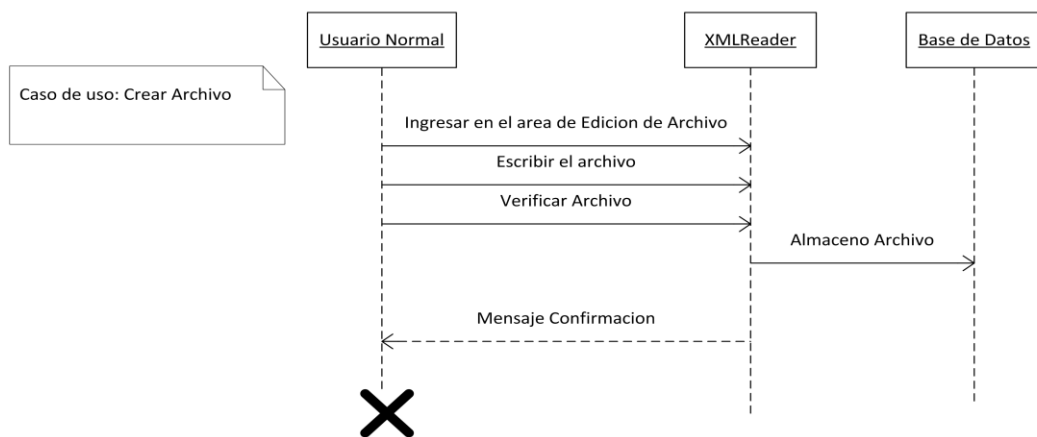 Usuario Normal
XMLReader
Base de Datos
Caso de uso: Crear Archivo
Ingresar en el area de Edicion de Archivo
Escribir el archivo
Verificar Archivo
Almaceno Archivo
Mensaje Confirmacion